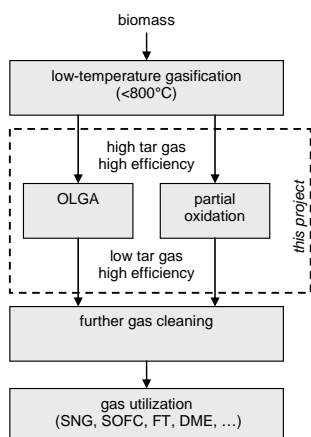 biomass
low-temperature gasification
(<800°C)
high tar gas
high efficiency
OLGA
partial
oxidation
this project
low tar gas
high efficiency
further gas cleaning
gas utilization
(SNG, SOFC, FT, DME, …)